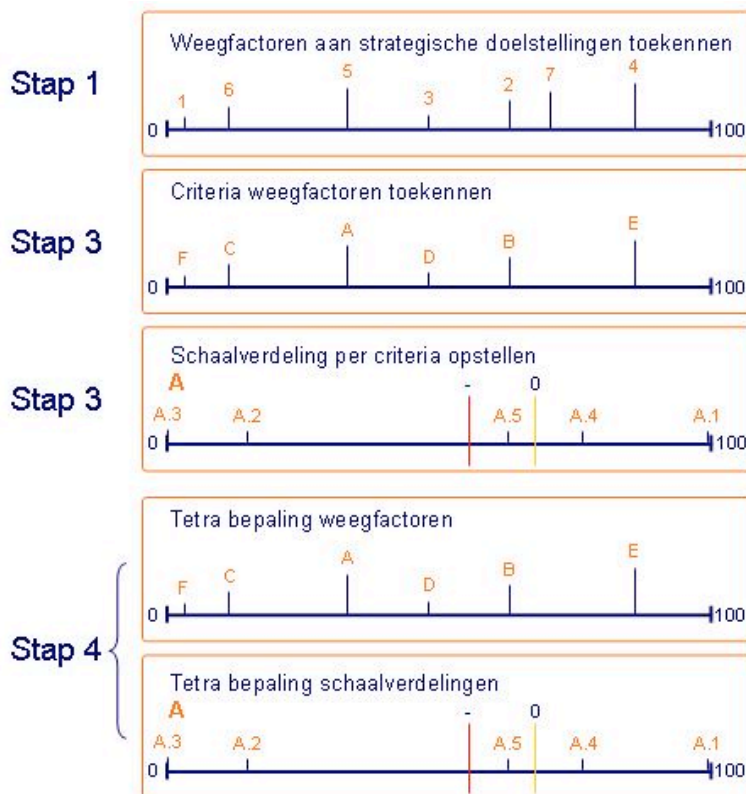 Stap 1
Weegfactoren aan strategische doelstellingen toekennen
1 6 5 3 2 7 4
0 100
Stap 3
Criteria weegfactoren toekennen
F C A D B E
0 100
Stap 3
Schaalverdeling per criteria opstellen
A - 0
A.3 A.2 A.5 A.4 A.1
0 100
Stap 4
Tetra bepaling weegfactoren
F C A D B E
0 100
Tetra bepaling schaalverdelingen
A - 0
A.3 A.2 A.5 A.4 A.1
0 100